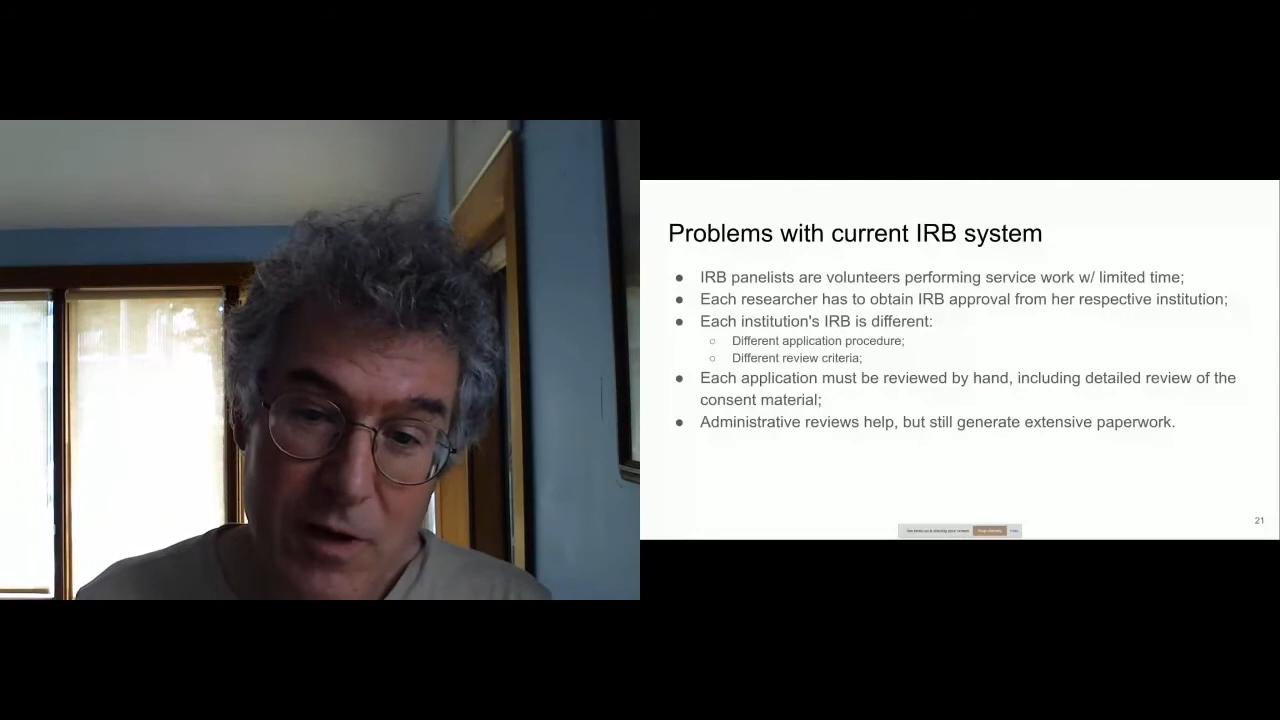 Problems with current IRB system
● IRB panelists are volunteers performing service work w/ limited time;
● Each researcher has to obtain IRB approval from her respective institution;
● Each institution's IRB is different:
○ Different application procedure;
○ Different review criteria;
● Each application must be reviewed by hand, including detailed review of the
consent material;
● Administrative reviews help, but still generate extensive paperwork.
21